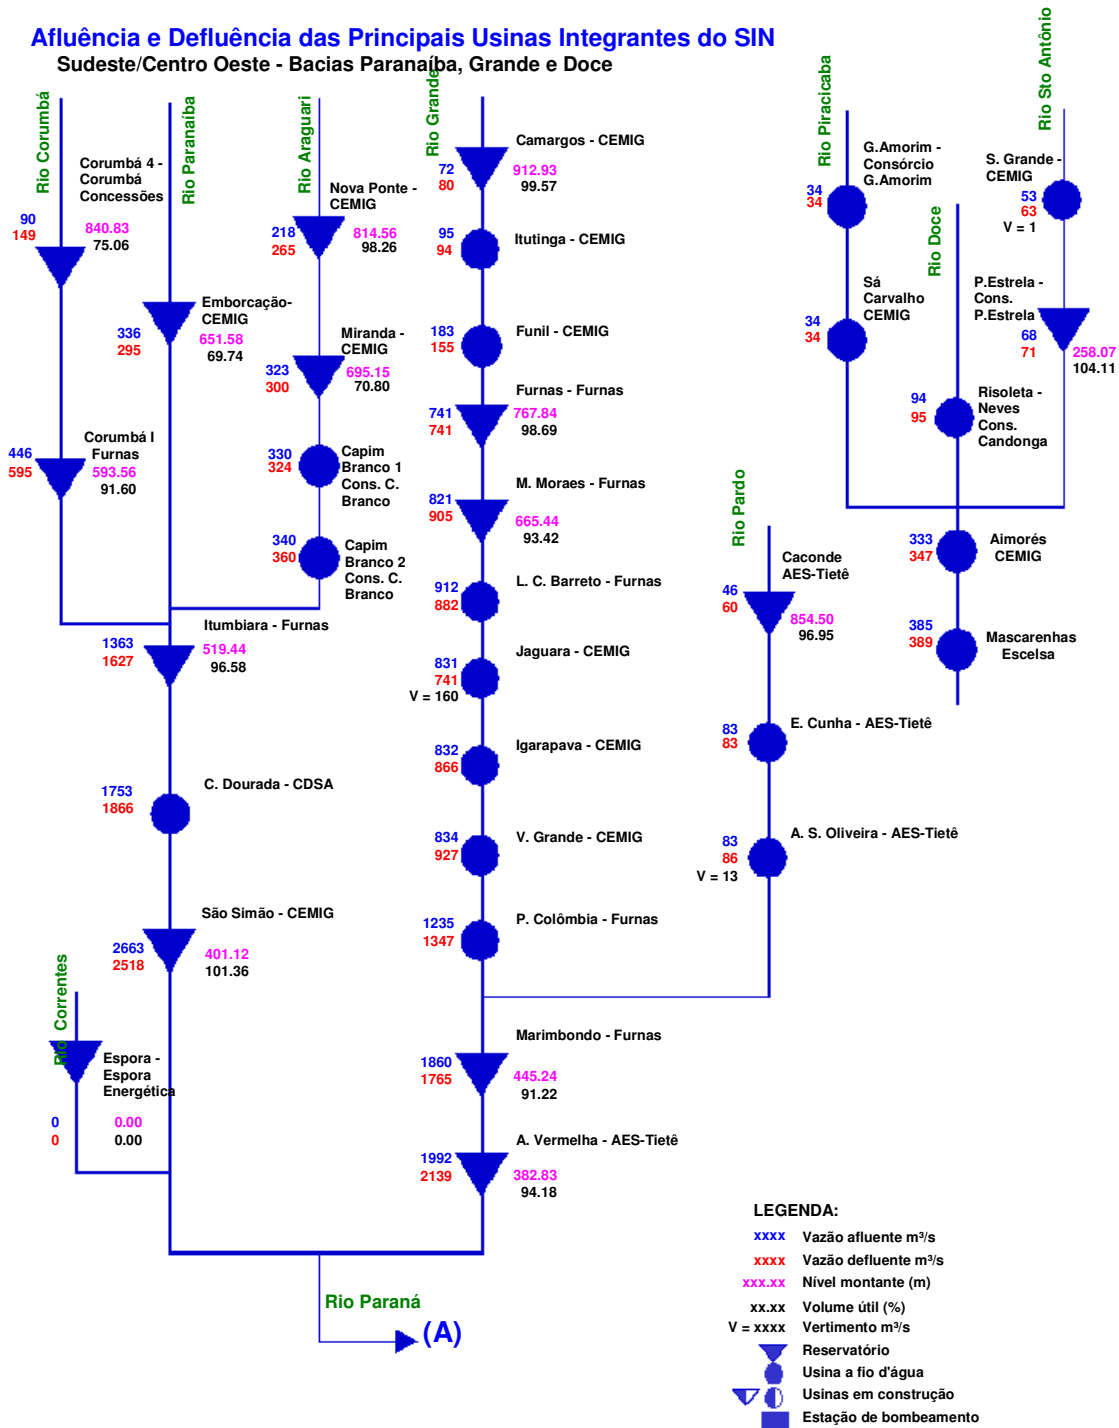 Afluência e Defluência das Principais Usinas Integrantes do SIN
Sudeste/Centro Oeste - Bacias Paranaíba, Grande e Doce
Rio Corumbá
Corumbá 4 -
Corumbá
Concessões
90
149
840.83
75.06
446
595
Corumbá I
Furnas
593.56
91.60
Rio Paranaíba
Emborcação-
CEMIG
336
295
651.58
69.74
Rio Araguari
Nova Ponte -
CEMIG
218
265
814.56
98.26
Miranda -
CEMIG
323
300
695.15
70.80
330
324
Capim
Branco 1
Cons. C.
Branco
340
360
Capim
Branco 2
Cons. C.
Branco
Itumbiara - Furnas
1363
1627
519.44
96.58
C. Dourada - CDSA
1753
1866
São Simão - CEMIG
2663
2518
401.12
101.36
Rio Correntes
Espora -
Espora
Energética
0
0
0.00
0.00
Rio Grande
Camargos - CEMIG
72
80
912.93
99.57
Itutinga - CEMIG
95
94
Funil - CEMIG
183
155
Furnas - Furnas
741
741
767.84
98.69
M. Moraes - Furnas
821
905
665.44
93.42
L. C. Barreto - Furnas
912
882
Jaguara - CEMIG
831
741
V = 160
Igarapava - CEMIG
832
866
V. Grande - CEMIG
834
927
P. Colômbia - Furnas
1235
1347
Marimbondo - Furnas
1860
1765
445.24
91.22
A. Vermelha - AES-Tietê
1992
2139
382.83
94.18
Rio Pardo
Caconde
AES-Tietê
46
60
854.50
96.95
E. Cunha - AES-Tietê
83
83
A. S. Oliveira - AES-Tietê
83
86
V = 13
Rio Piracicaba
G.Amorim -
Consórcio
G.Amorim
34
34
Sá
Carvalho
CEMIG
34
34
Rio Doce
Risoleta -
Neves
Cons.
Candonga
94
95
Rio Sto Antônio
S. Grande -
CEMIG
53
63
V = 1
P.Estrela -
Cons.
P.Estrela
68
71
258.07
104.11
Aimorés
CEMIG
333
347
Mascarenhas
Escelsa
385
389
Rio Paraná
(A)
LEGENDA:
xxxx Vazão afluente m³/s
xxxx Vazão defluente m³/s
xxx.xx Nível montante (m)
xx.xx Volume útil (%)
V = xxxx Vertimento m³/s
Reservatório
Usina a fio d'água
Usinas em construção
Estação de bombeamento